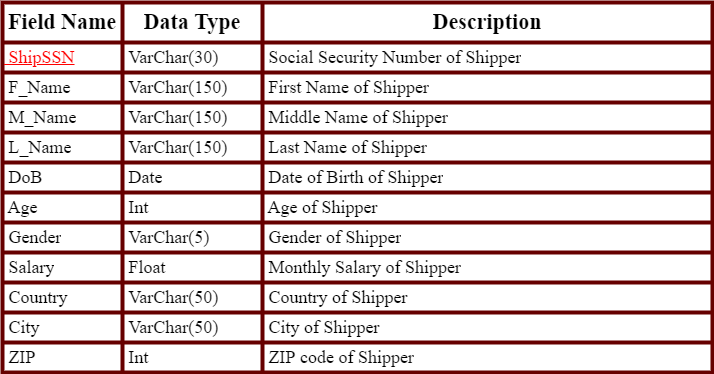 Field Name Data Type Description
ShipSSN VarChar(30) Social Security Number of Shipper
F_Name VarChar(150) First Name of Shipper
M_Name VarChar(150) Middle Name of Shipper
L_Name VarChar(150) Last Name of Shipper
DoB Date Date of Birth of Shipper
Age Int Age of Shipper
Gender VarChar(5) Gender of Shipper
Salary Float Monthly Salary of Shipper
Country VarChar(50) Country of Shipper
City VarChar(50) City of Shipper
ZIP Int ZIP code of Shipper